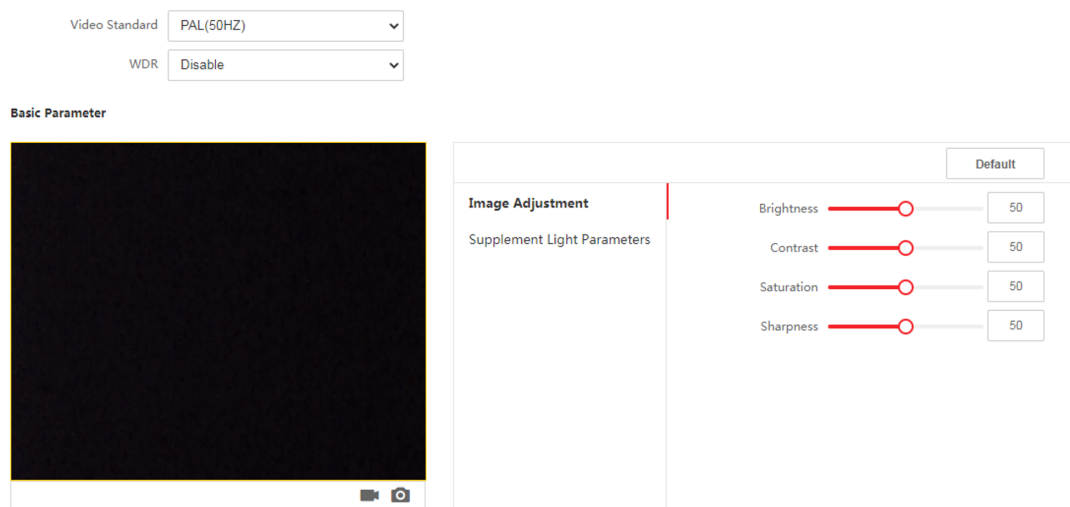 Video Standard PAL(50HZ)
WDR Disable
Basic Parameter
Default
Image Adjustment
Supplement Light Parameters
Brightness 50
Contrast 50
Saturation 50
Sharpness 50